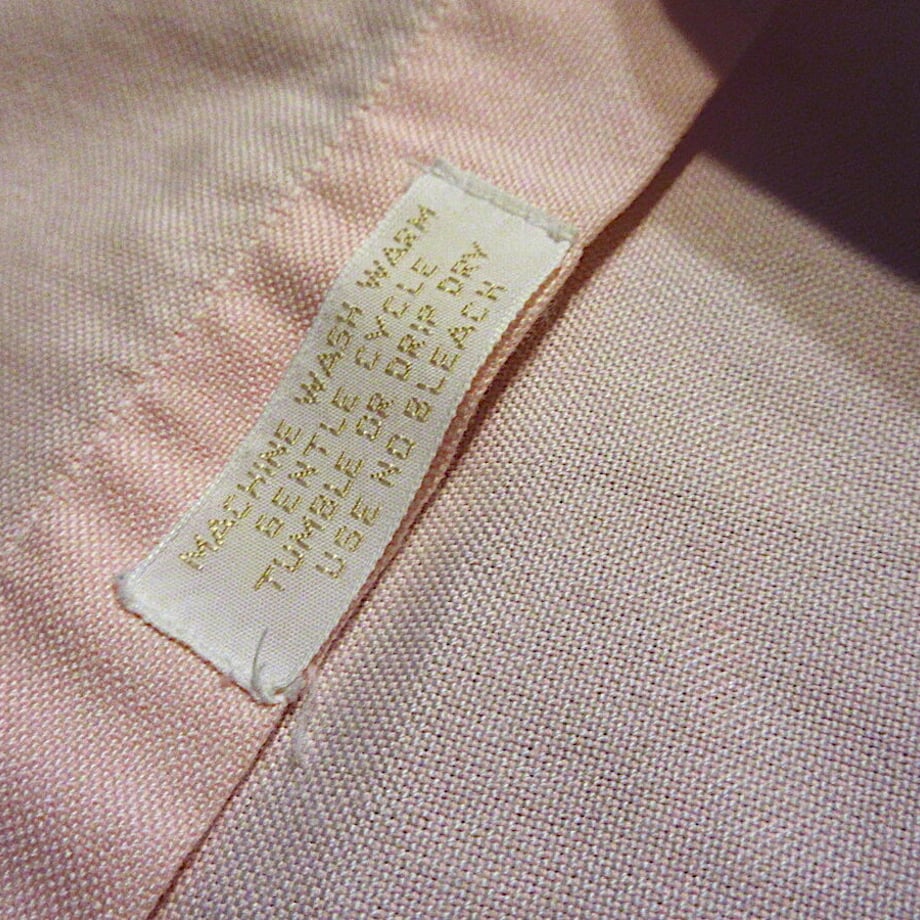 MACHINE WASH WARM
GENTLE CYCLE
TUMBLE OR DRIP DRY
USE NO BLEACH